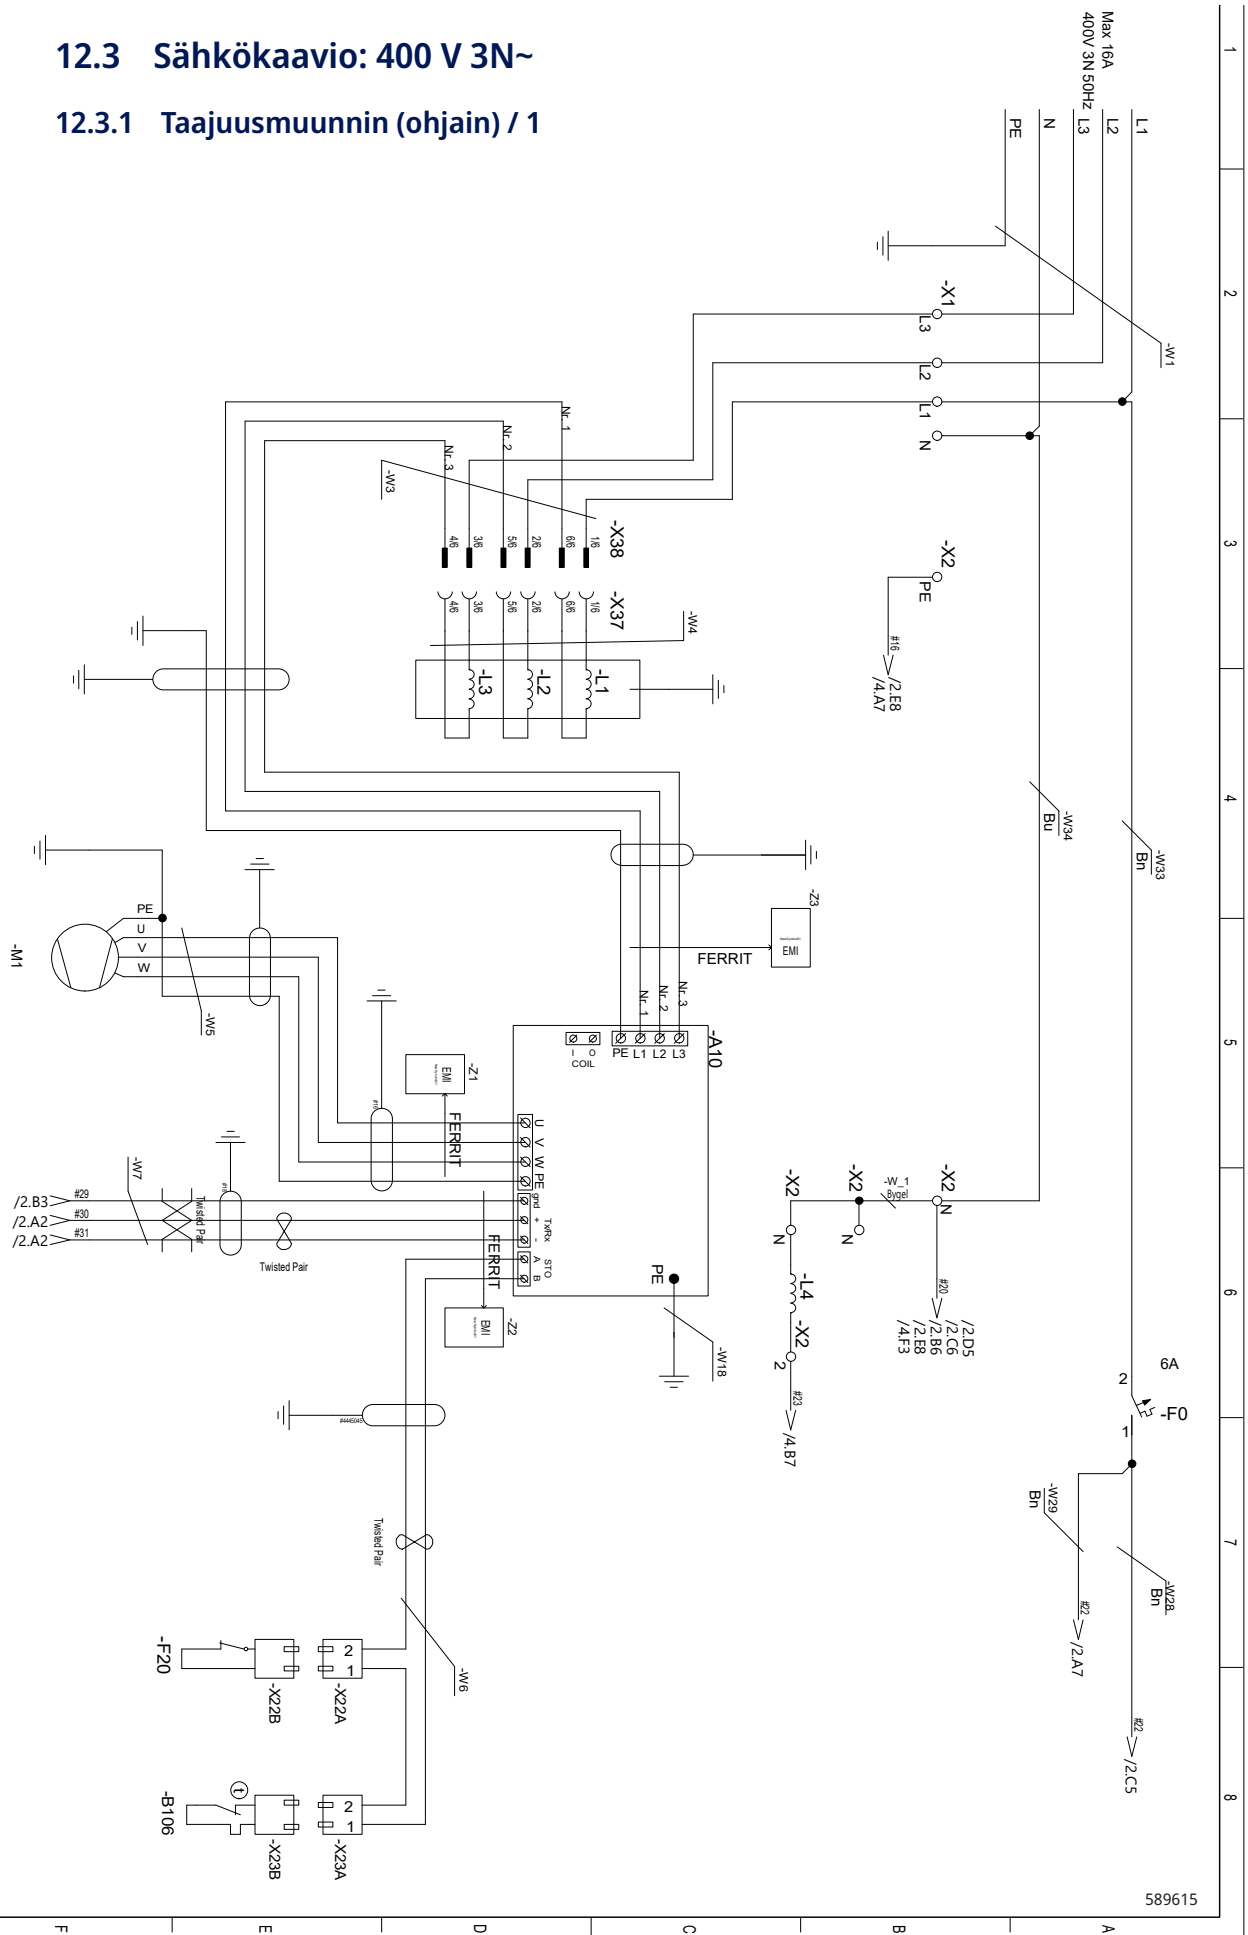 12.3 Sähkökaavio: 400 V 3N~
12.3.1 Taajuusmuunnin (ohjain) / 1
Max 16A
400V 3N 50Hz
L1
L2
L3
N
PE
1
2
3
4
5
6
7
8
-W1
-X1
L3
L2
L1
N
Nr. 1
Nr. 2
Nr. 3
-W3
-X38
4/6
3/6
5/6
2/6
6/6
1/6
-X37
4/6
3/6
5/6
2/6
6/6
1/6
-X2
PE
#16
/2.E8
/4.A7
-W4
-L3
-L2
-L1
-W34
Bu
-W33
Bn
-Z3
EMI
FERRIT
PE
U
V
W
-M1
-W5
Nr. 1
Nr. 2
Nr. 3
-A10
I O
COIL
PE L1 L2 L3
-Z1
EMI
FERRIT
U
V
W
PE
gnd
+
-
Tx/Rx
A
B
STO
PE
-W7
/2.B3 #29
/2.A2 #30
/2.A2 #31
Twisted Par
Twisted Pair
FERRIT
EMI
-Z2
-W18
-X2
N
-X2
N
-W_1
Bygel
-X2
N
-L4
-X2
2
#23
/4.B7
#20
/2.D5
/2.C6
/2.B6
/2.E8
/4.F3
6A
2
-F0
1
-W29
Bn
-W28
Bn
#22
/2.A7
#22
/2.C5
#4445045
Twisted Pair
-W6
-F20
-X22B
2
1
-X22A
-B106
t
-X23B
2
1
-X23A
589615
F
E
D
C
B
A